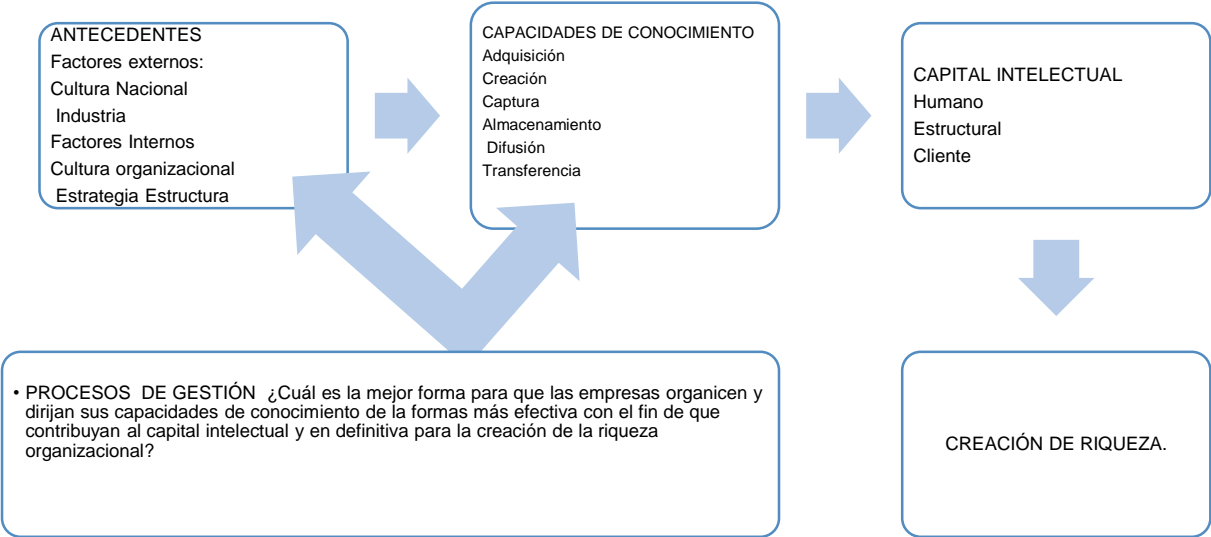 ANTECEDENTES
Factores externos:
Cultura Nacional
Industria
Factores Internos
Cultura organizacional
Estrategia Estructura
CAPACIDADES DE CONOCIMIENTO
Adquisición
Creación
Captura
Almacenamiento
Difusión
Transferencia
CAPITAL INTELECTUAL
Humano
Estructural
Cliente
• PROCESOS DE GESTIÓN ¿Cuál es la mejor forma para que las empresas organicen y
dirijan sus capacidades de conocimiento de la formas más efectiva con el fin de que
contribuyan al capital intelectual y en definitiva para la creación de la riqueza
organizacional?
CREACIÓN DE RIQUEZA.